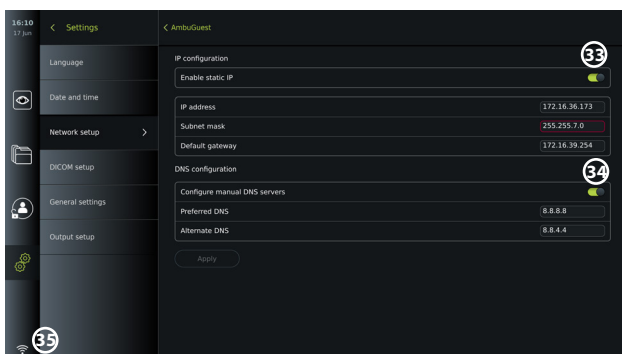 16:10
17 Jun
Settings
Language
Date and time
Network setup
DICOM setup
General settings
Output setup
AmbuGuest
IP configuration
33
Enable static IP
IP address 172.16.36.173
Subnet mask 255.255.7.0
Default gateway 172.16.39.254
DNS configuration
34
Configure manual DNS servers
Preferred DNS 8.8.8.8
Alternate DNS 8.8.4.4
Apply
35